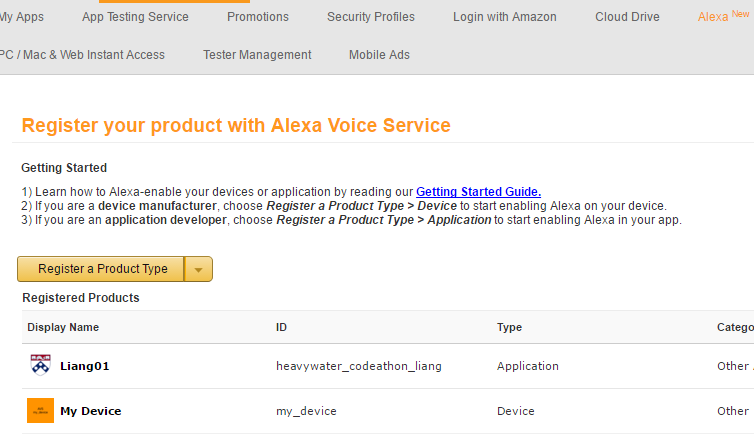 My Apps App Testing Service Promotions Security Profiles Login with Amazon Cloud Drive Alexa New
PC / Mac & Web Instant Access Tester Management Mobile Ads
Register your product with Alexa Voice Service
Getting Started
1) Learn how to Alexa-enable your devices or application by reading our Getting Started Guide.
2) If you are a device manufacturer, choose Register a Product Type > Device to start enabling Alexa on your device.
3) If you are an application developer, choose Register a Product Type > Application to start enabling Alexa in your app.
Register a Product Type
Registered Products
Display Name ID Type Catego
Liang01 heavywater_codeathon_liang Application Other
My Device my_device Device Other